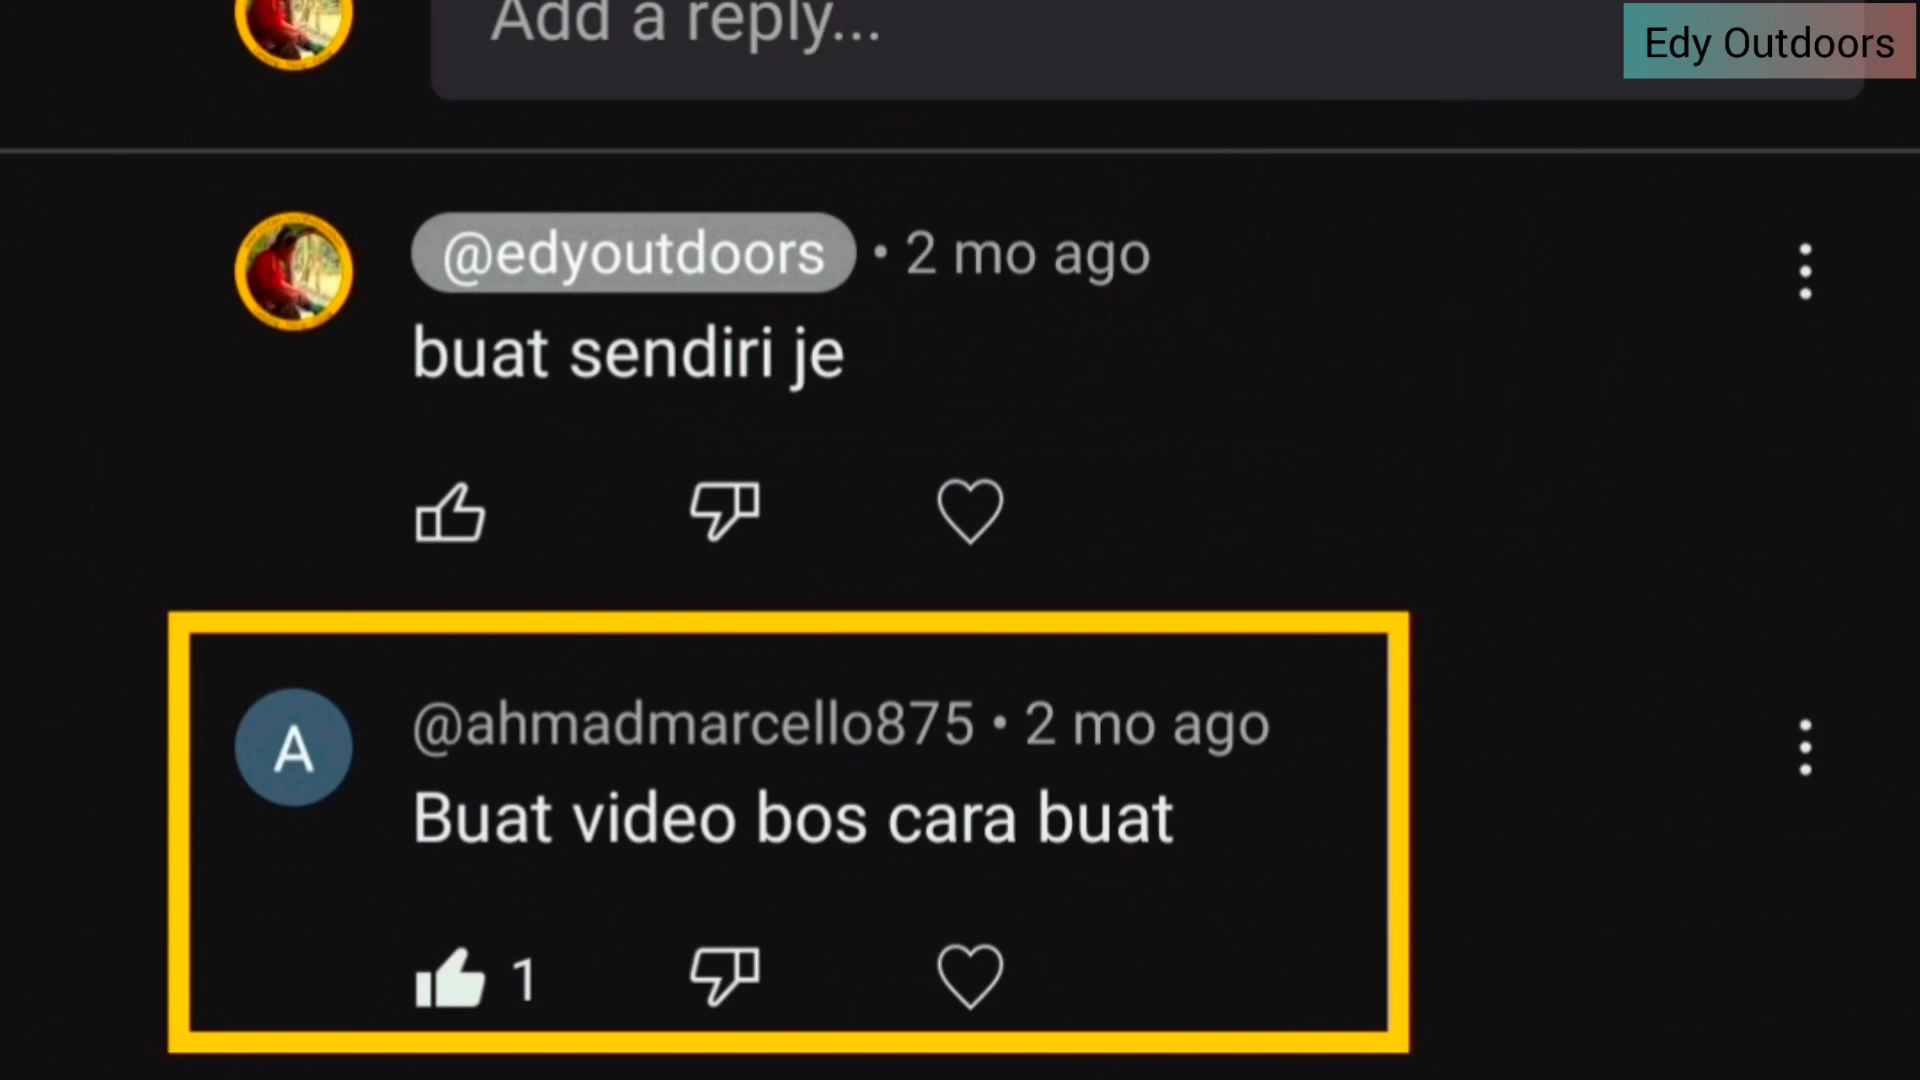 Add a reply...
Edy Outdoors
@edyoutdoors • 2 mo ago
buat sendiri je
A
@ahmadmarcello875 • 2 mo ago
Buat video bos cara buat
1